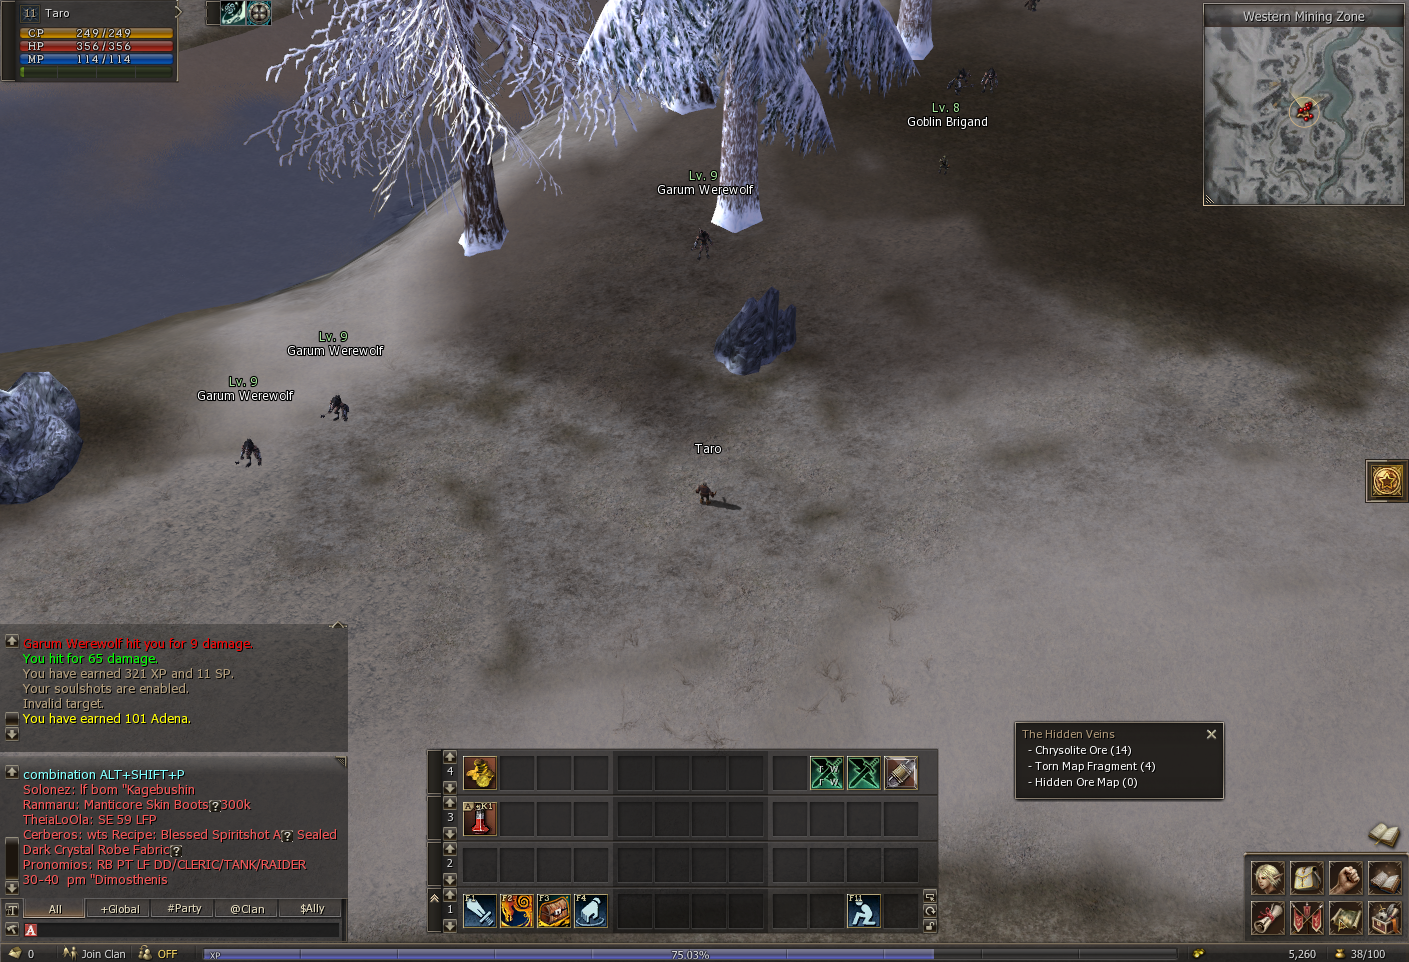 11 Taro
CP 249/249
HP 356/356
MP 114/114
Western Mining Zone
Lv. 8
Goblin Brigand
Lv. 9
Garum Werewolf
Lv. 9
Garum Werewolf
Lv. 9
Garum Werewolf
Taro
Garum Werewolf hit you for 9 damage.
You hit for 65 damage.
You have earned 321 XP and 11 SP.
Your soulshots are enabled.
Invalid target.
You have earned 101 Adena.
combination ALT+SHIFT+P
Solonez: lf bom "Kagebushin
Ranmaru: Manticore Skin Boots 300k
TheiaLoOla: SE 59 LFP
Cerberos: wts Recipe: Blessed Spiritshot A Sealed
Dark Crystal Robe Fabric
Pronomios: RB PT LF DD/CLERIC/TANK/RAIDER
30-40 pm "Dimosthenis
All +Global #Party @Clan $Ally
A
4
3
2
1
F1 F2 F3 F4 F11
The Hidden Veins
- Chrysolite Ore (14)
- Torn Map Fragment (4)
- Hidden Ore Map (0)
0 Join Clan OFF XP 75.03% 5,260 38/100